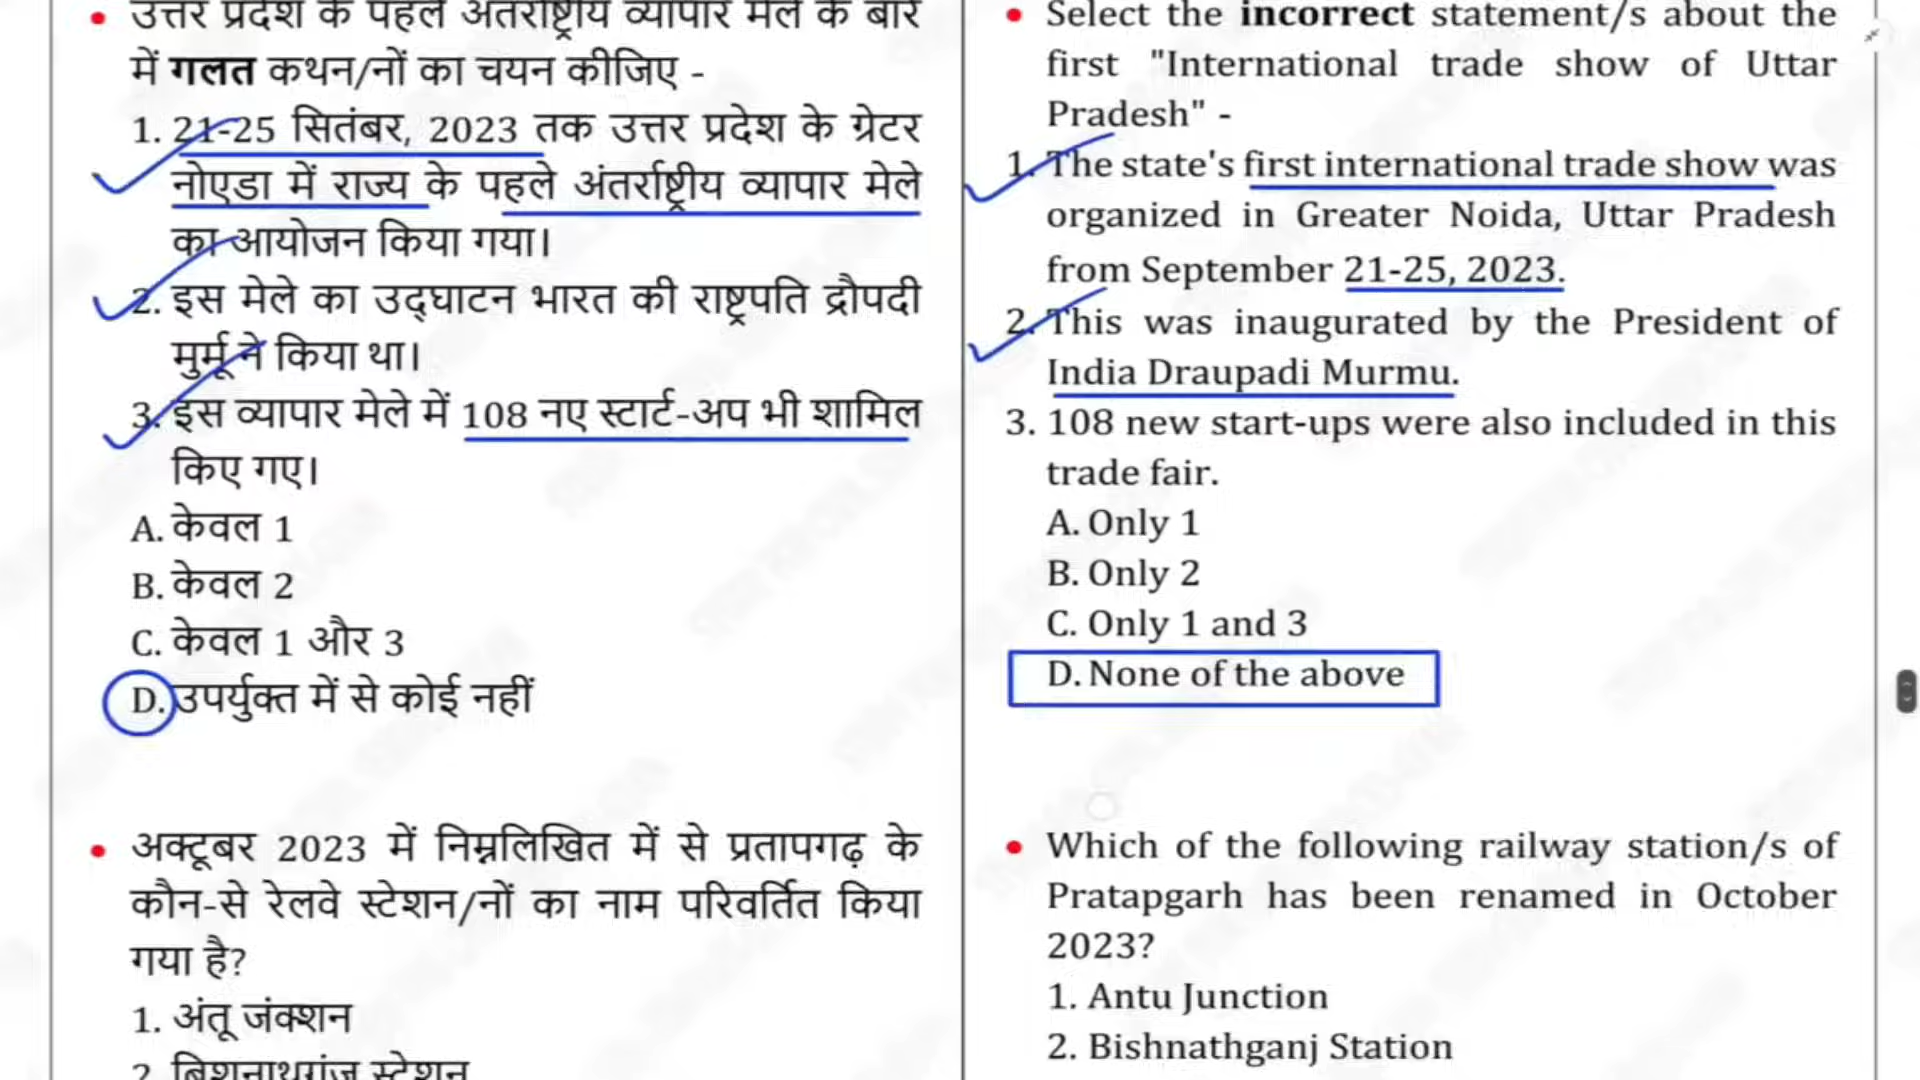 उत्तर प्रदेश के पहले अंतर्राष्ट्रीय व्यापार मेले के बारे
में गलत कथन/नों का चयन कीजिए -
1. 21-25 सितंबर, 2023 तक उत्तर प्रदेश के ग्रेटर
नोएडा में राज्य के पहले अंतर्राष्ट्रीय व्यापार मेले
का आयोजन किया गया।
2. इस मेले का उद्घाटन भारत की राष्ट्रपति द्रौपदी
मुर्मू ने किया था।
3. इस व्यापार मेले में 108 नए स्टार्ट-अप भी शामिल
किए गए।
A. केवल 1
B. केवल 2
C. केवल 1 और 3
D. उपर्युक्त में से कोई नहीं
अक्टूबर 2023 में निम्नलिखित में से प्रतापगढ़ के
कौन-से रेलवे स्टेशन/नों का नाम परिवर्तित किया
गया है?
1. अंतू जंक्शन
2. बिशनाथगंज स्टेशन
Select the incorrect statement/s about the
first "International trade show of Uttar
Pradesh" -
1. The state's first international trade show was
organized in Greater Noida, Uttar Pradesh
from September 21-25, 2023.
2. This was inaugurated by the President of
India Draupadi Murmu.
3. 108 new start-ups were also included in this
trade fair.
A. Only 1
B. Only 2
C. Only 1 and 3
D. None of the above
Which of the following railway station/s of
Pratapgarh has been renamed in October
2023?
1. Antu Junction
2. Bishnathganj Station